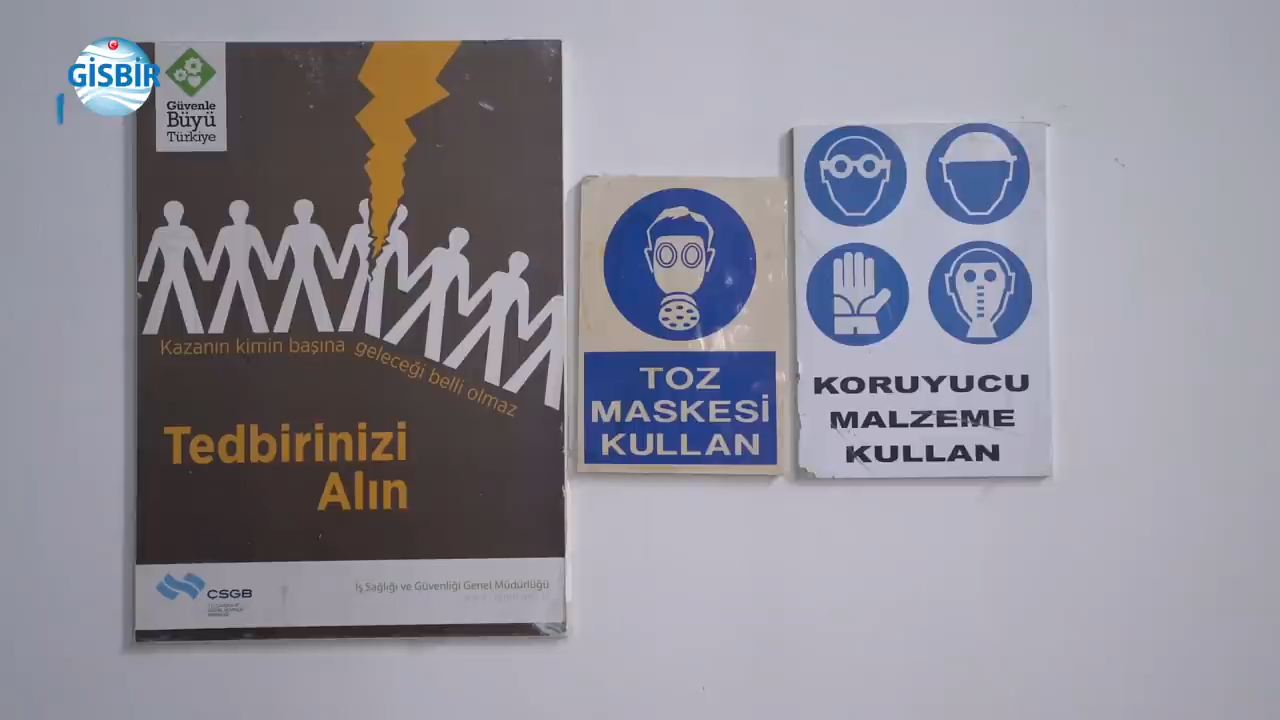 GİSBİR
Güvenle
Büyü
Türkiye
Kazanın kimin başına geleceği belli olmaz
Tedbirinizi
Alın
ÇSGB
İş Sağlığı ve Güvenliği Genel Müdürlüğü
TOZ
MASKESİ
KULLAN
KORUYUCU
MALZEME
KULLAN